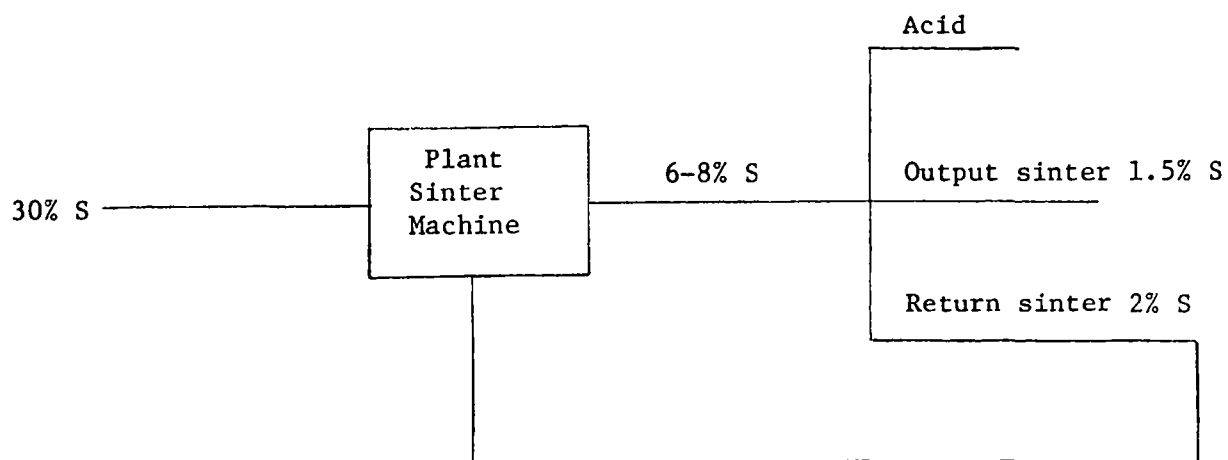 Acid
Plant
Sinter
Machine
6-8% S
Output sinter 1.5% S
30% S
Return sinter 2% S